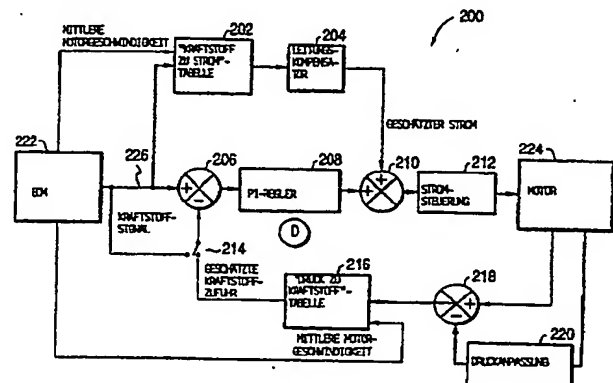 200
MITTLERE
MOTORGESCHWINDIGKEIT
202
"KRAFTSTOFF
ZU STROM"-
TABELLE
204
LEITUNGS-
KOMPENSA-
TOR
GESCHÄTZTER STROM
222
ECM
226
KRAFTSTOFF-
SIGNAL
+
-
206
208
PI-REGLER
D
+
+
210
212
STROM-
STEUERUNG
224
MOTOR
214
GESCHÄTZTE
KRAFTSTOFF-
ZUFUHR
216
"DRUCK ZU
KRAFTSTOFF"-
TABELLE
MITTLERE MOTOR-
GESCHWINDIGKEIT
218
+
-
220
DRUCKANPASSUNG